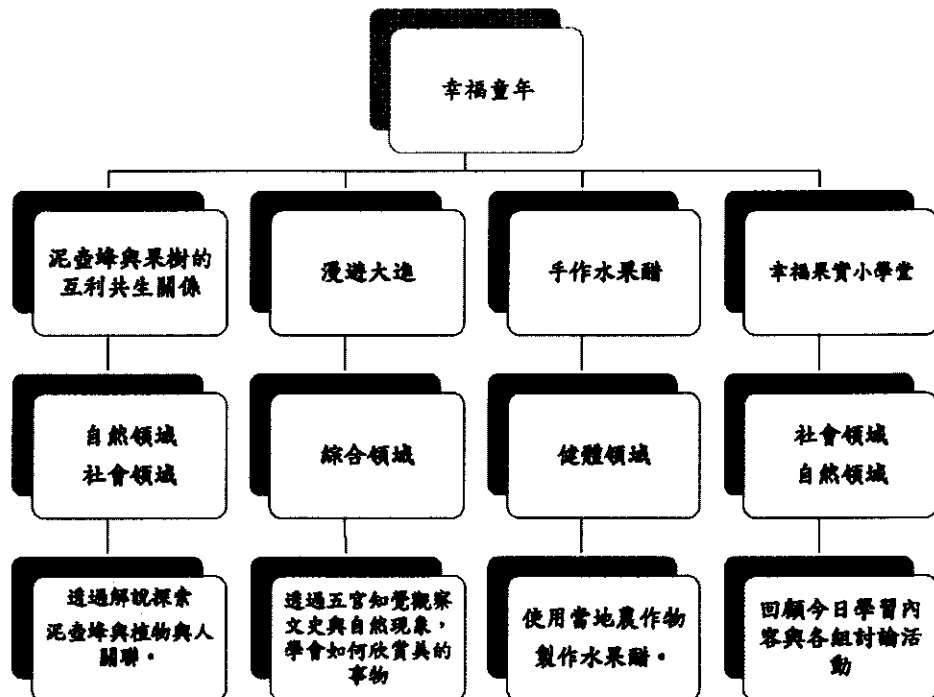 幸福童年
泥壺蜂與果樹的
互利共生關係
漫遊大進
手作水果醋
幸福果實小學堂
自然領域
社會領域
綜合領域
健體領域
社會領域
自然領域
透過解說探索
泥壺蜂與植物與人
關聯。
透過五官知覺觀察
文史與自然現象，
學會如何欣賞美的
事物
使用當地農作物
製作水果醋。
回顧今日學習內
容與各組討論活
動